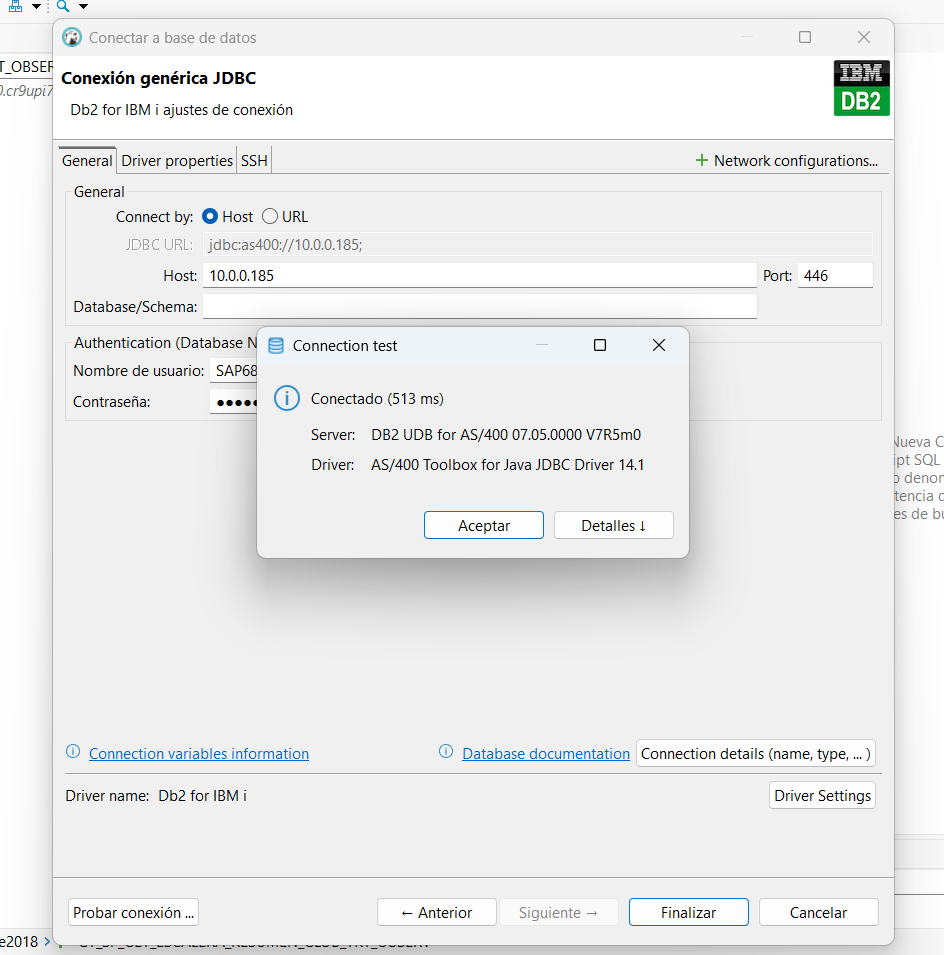 Conectar a base de datos
T_OBSER
Conexión genérica JDBC
IBM
DB2
0.cr9upi7
Db2 for IBM i ajustes de conexión
General
Driver properties
SSH
Network configurations...
General
Connect by:
Host
URL
JDBC URL:
jdbc:as400://10.0.0.185;
Host:
10.0.0.185
Port:
446
Database/Schema:
Authentication (Database N
Nombre de usuario:
SAP68
Contraseña:
Connection test
Conectado (513 ms)
Server:
DB2 UDB for AS/400 07.05.0000 V7R5m0
Driver:
AS/400 Toolbox for Java JDBC Driver 14.1
Aceptar
Detalles ↓
Nueva C
ipt SQL
o denom
tencia d
es de bu
Connection variables information
Database documentation
Connection details (name, type, ... )
Driver name:
Db2 for IBM i
Driver Settings
Probar conexión ...
← Anterior
Siguiente →
Finalizar
Cancelar
e2018